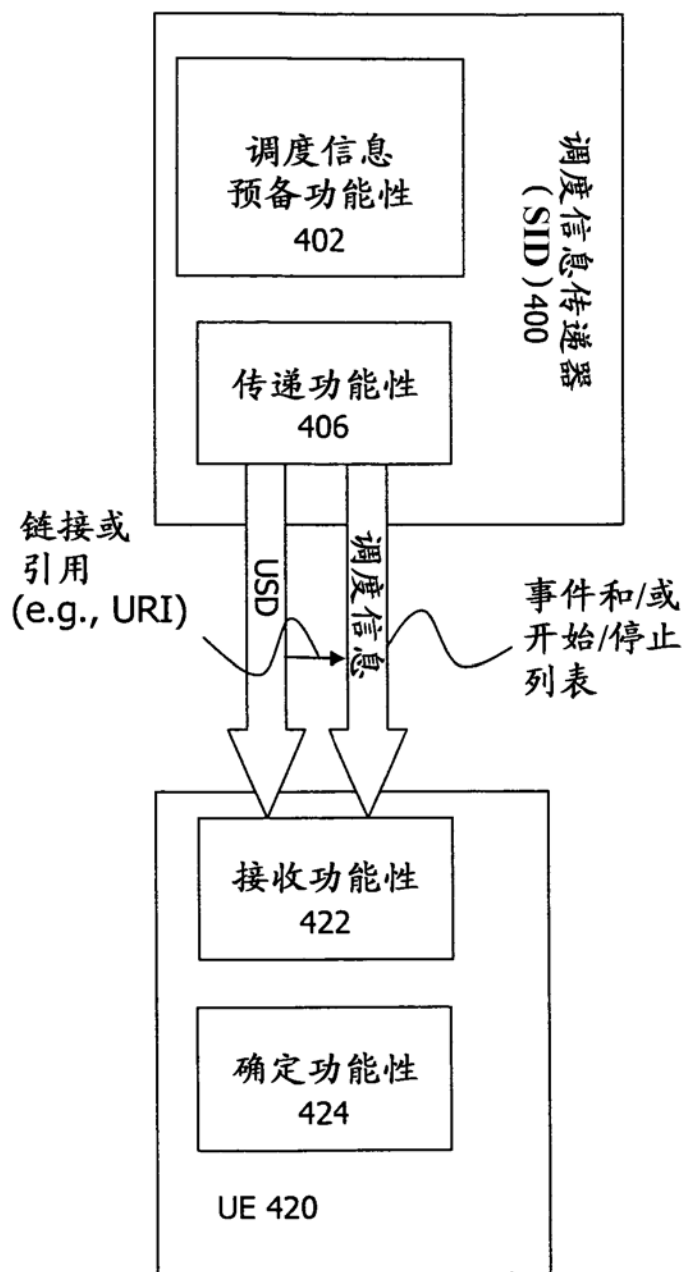 调度信息
预备功能性
402
调度信息传递器
(SID)400
传递功能性
406
链接或
引用
(e.g., URI)
USD
调度信息
事件和/或
开始/停止
列表
接收功能性
422
确定功能性
424
UE 420